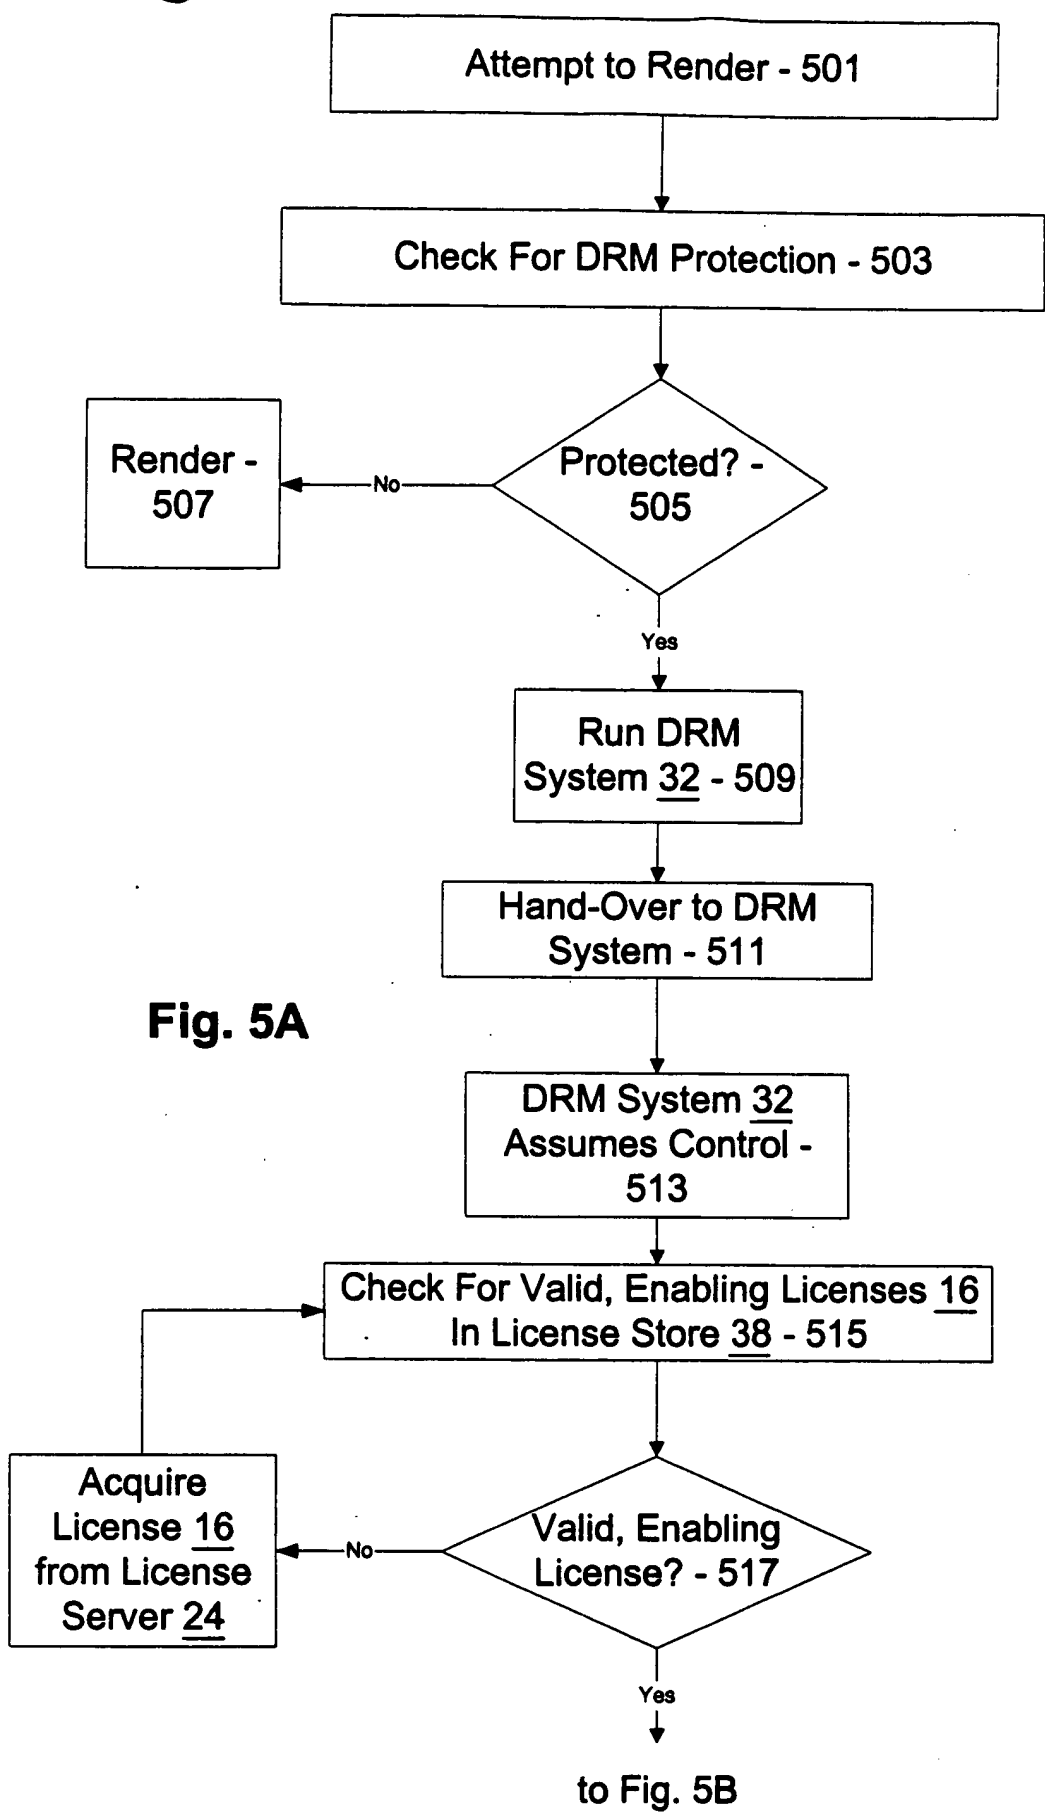 Attempt to Render - 501
Check For DRM Protection - 503
Protected? -
505
No
Render -
507
Yes
Run DRM
System 32 - 509
Hand-Over to DRM
System - 511
Fig. 5A
DRM System 32
Assumes Control -
513
Check For Valid, Enabling Licenses 16
In License Store 38 - 515
Valid, Enabling
License? - 517
No
Acquire
License 16
from License
Server 24
Yes
to Fig. 5B